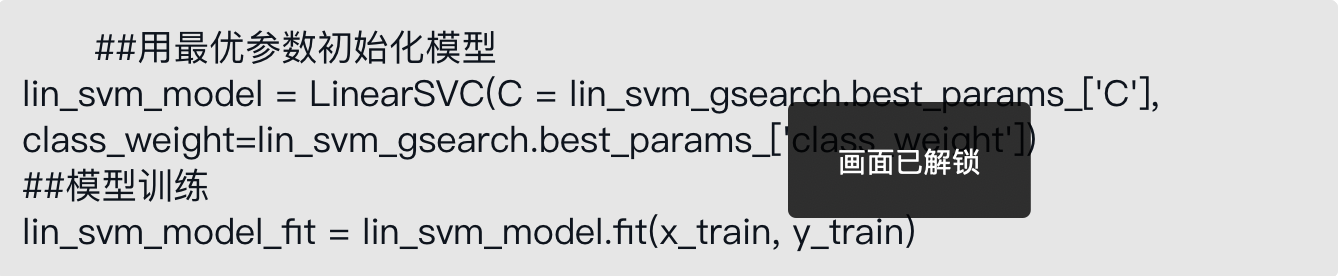 ##用最优参数初始化模型
lin_svm_model = LinearSVC(C = lin_svm_gsearch.best_params_['C'],
class_weight=lin_svm_gsearch.best_params_['class_weight'])
画面已解锁
##模型训练
lin_svm_model_fit = lin_svm_model.fit(x_train, y_train)